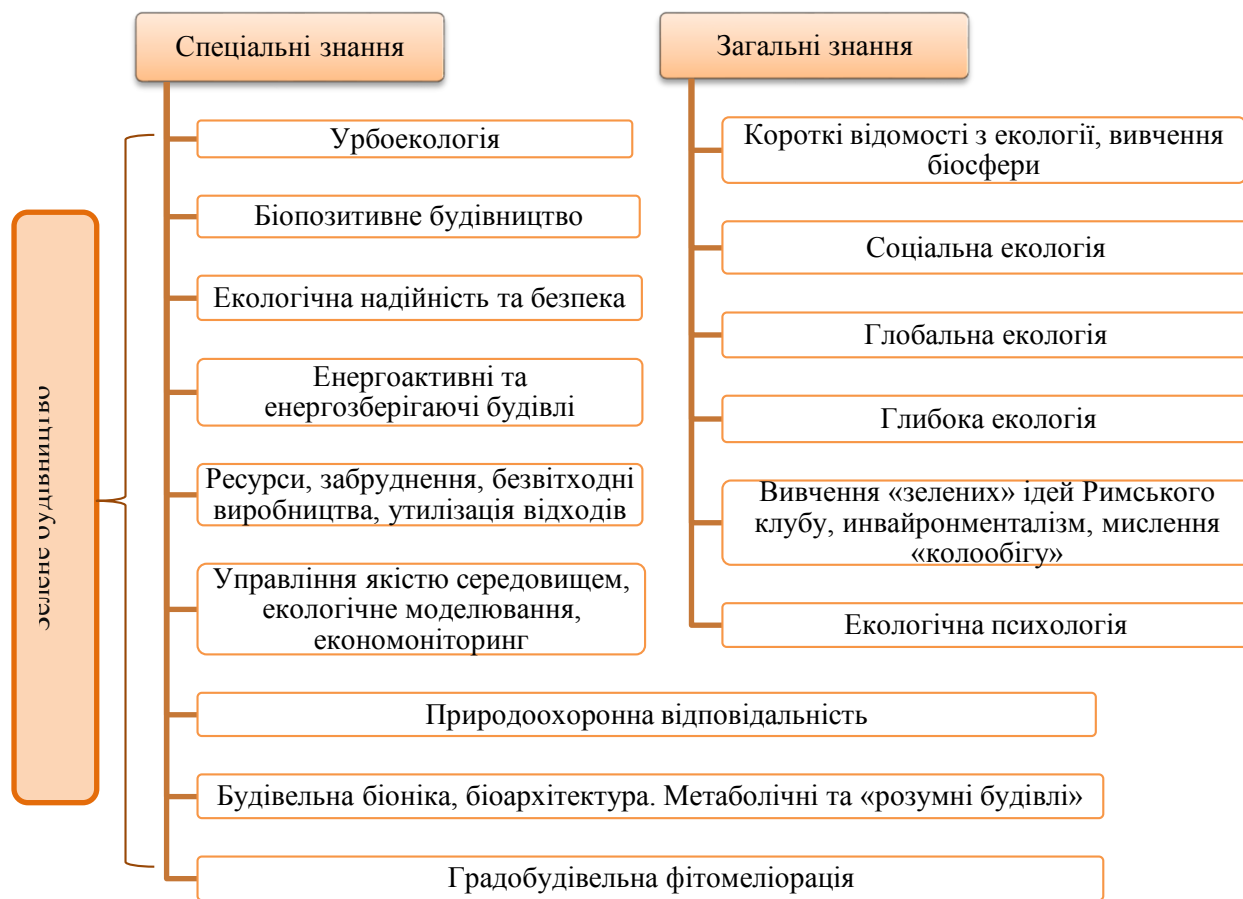 Спеціальні знання
Урбоекологія
Біопозитивне будівництво
Екологічна надійність та безпека
Енергоактивні та
енергозберігаючі будівлі
Ресурси, забруднення, безвітходні
виробництва, утилізація відходів
Управління якістю середовищем,
екологічне моделювання,
економоніторинг
Природоохоронна відповідальність
Будівельна біоніка, біоархітектура. Метаболічні та «розумні будівлі»
Градобудівельна фітомеліорація
Зелене будівництво
Загальні знання
Короткі відомості з екології, вивчення
біосфери
Соціальна екологія
Глобальна екологія
Глибока екологія
Вивчення «зелених» ідей Римського
клубу, инвайронменталізм, мислення
«колообігу»
Екологічна психологія